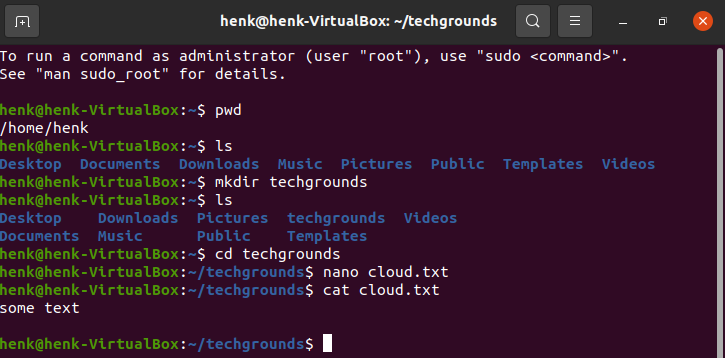 henk@henk-VirtualBox: ~/techgrounds
To run a command as administrator (user "root"), use "sudo <command>".
See "man sudo_root" for details.
henk@henk-VirtualBox:~$ pwd
/home/henk
henk@henk-VirtualBox:~$ ls
Desktop  Documents  Downloads  Music  Pictures  Public  Templates  Videos
henk@henk-VirtualBox:~$ mkdir techgrounds
henk@henk-VirtualBox:~$ ls
Desktop    Downloads  Pictures  techgrounds  Videos
Documents  Music      Public    Templates
henk@henk-VirtualBox:~$ cd techgrounds
henk@henk-VirtualBox:~/techgrounds$ nano cloud.txt
henk@henk-VirtualBox:~/techgrounds$ cat cloud.txt
some text
henk@henk-VirtualBox:~/techgrounds$